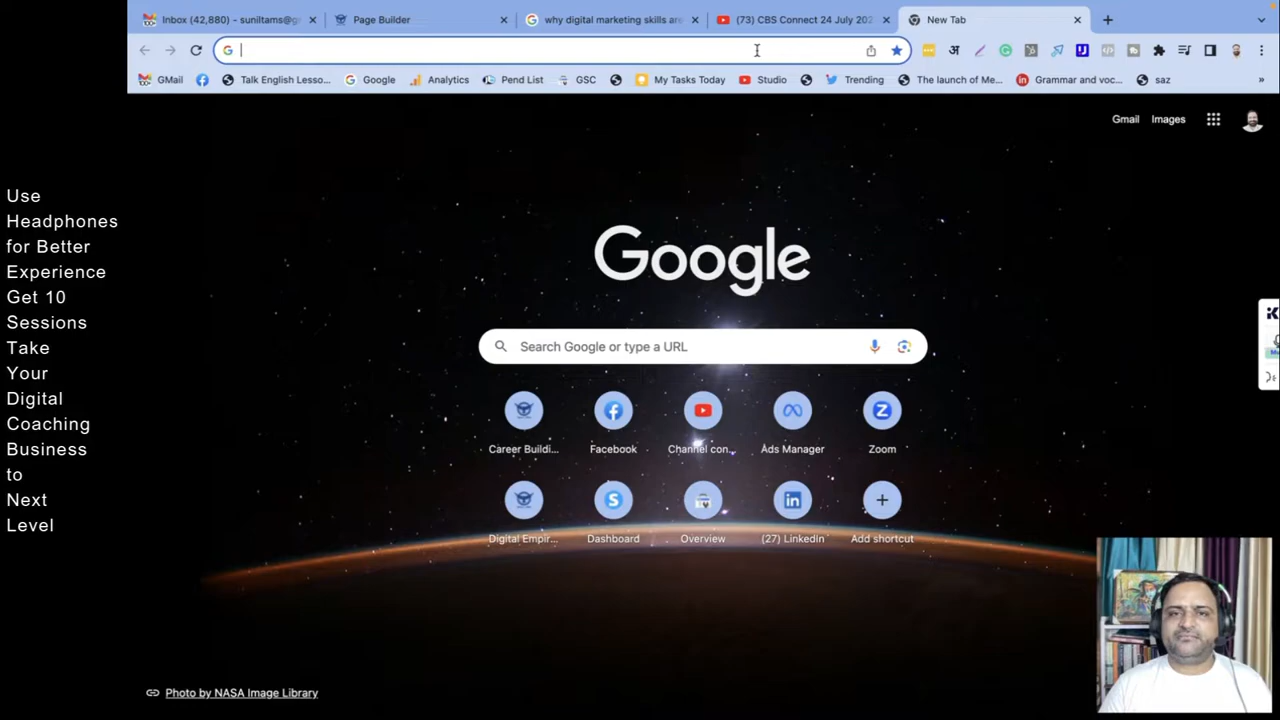 Inbox (42,880) - suniltams@g
Page Builder
why digital marketing skills are
(73) CBS Connect 24 July 202
New Tab
GMail
Talk English Lesso...
Google
Analytics
Pend List
GSC
My Tasks Today
Studio
Trending
The launch of Me...
Grammar and voc...
saz
»
Gmail
Images
Use
Headphones
for Better
Experience
Get 10
Sessions
Take
Your
Digital
Coaching
Business
to
Next
Level
Google
Search Google or type a URL
Career Buildi...
Facebook
Channel con...
Ads Manager
Zoom
Digital Empir...
Dashboard
Overview
(27) LinkedIn
Add shortcut
Photo by NASA Image Library